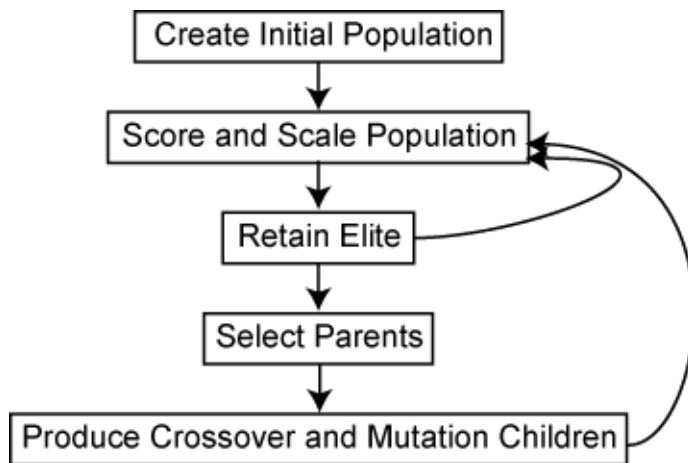 Create Initial Population
Score and Scale Population
Retain Elite
Select Parents
Produce Crossover and Mutation Children